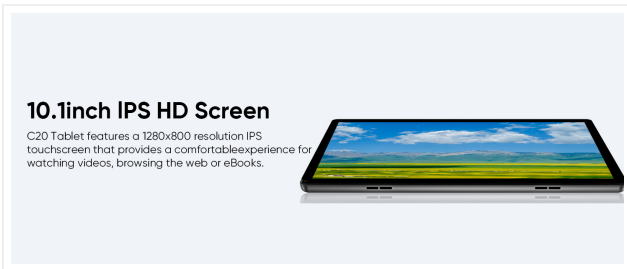 10.1inch IPS HD Screen
C20 Tablet features a 1280x800 resolution IPS
touchscreen that provides a comfortableexperience for
watching videos, browsing the web or eBooks.